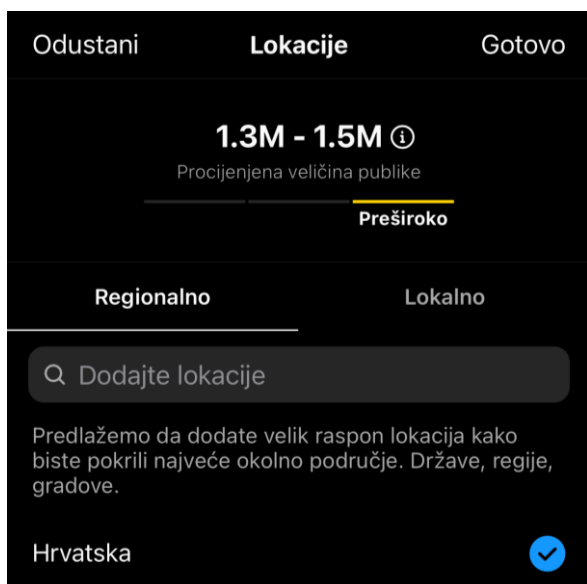 Odustani Lokacije Gotovo
1.3M - 1.5M
Procijenjena veličina publike
Preširoko
Regionalno Lokalno
Dodajte lokacije
Predlažemo da dodate velik raspon lokacija kako
biste pokrili najveće okolno područje. Države, regije,
gradove.
Hrvatska